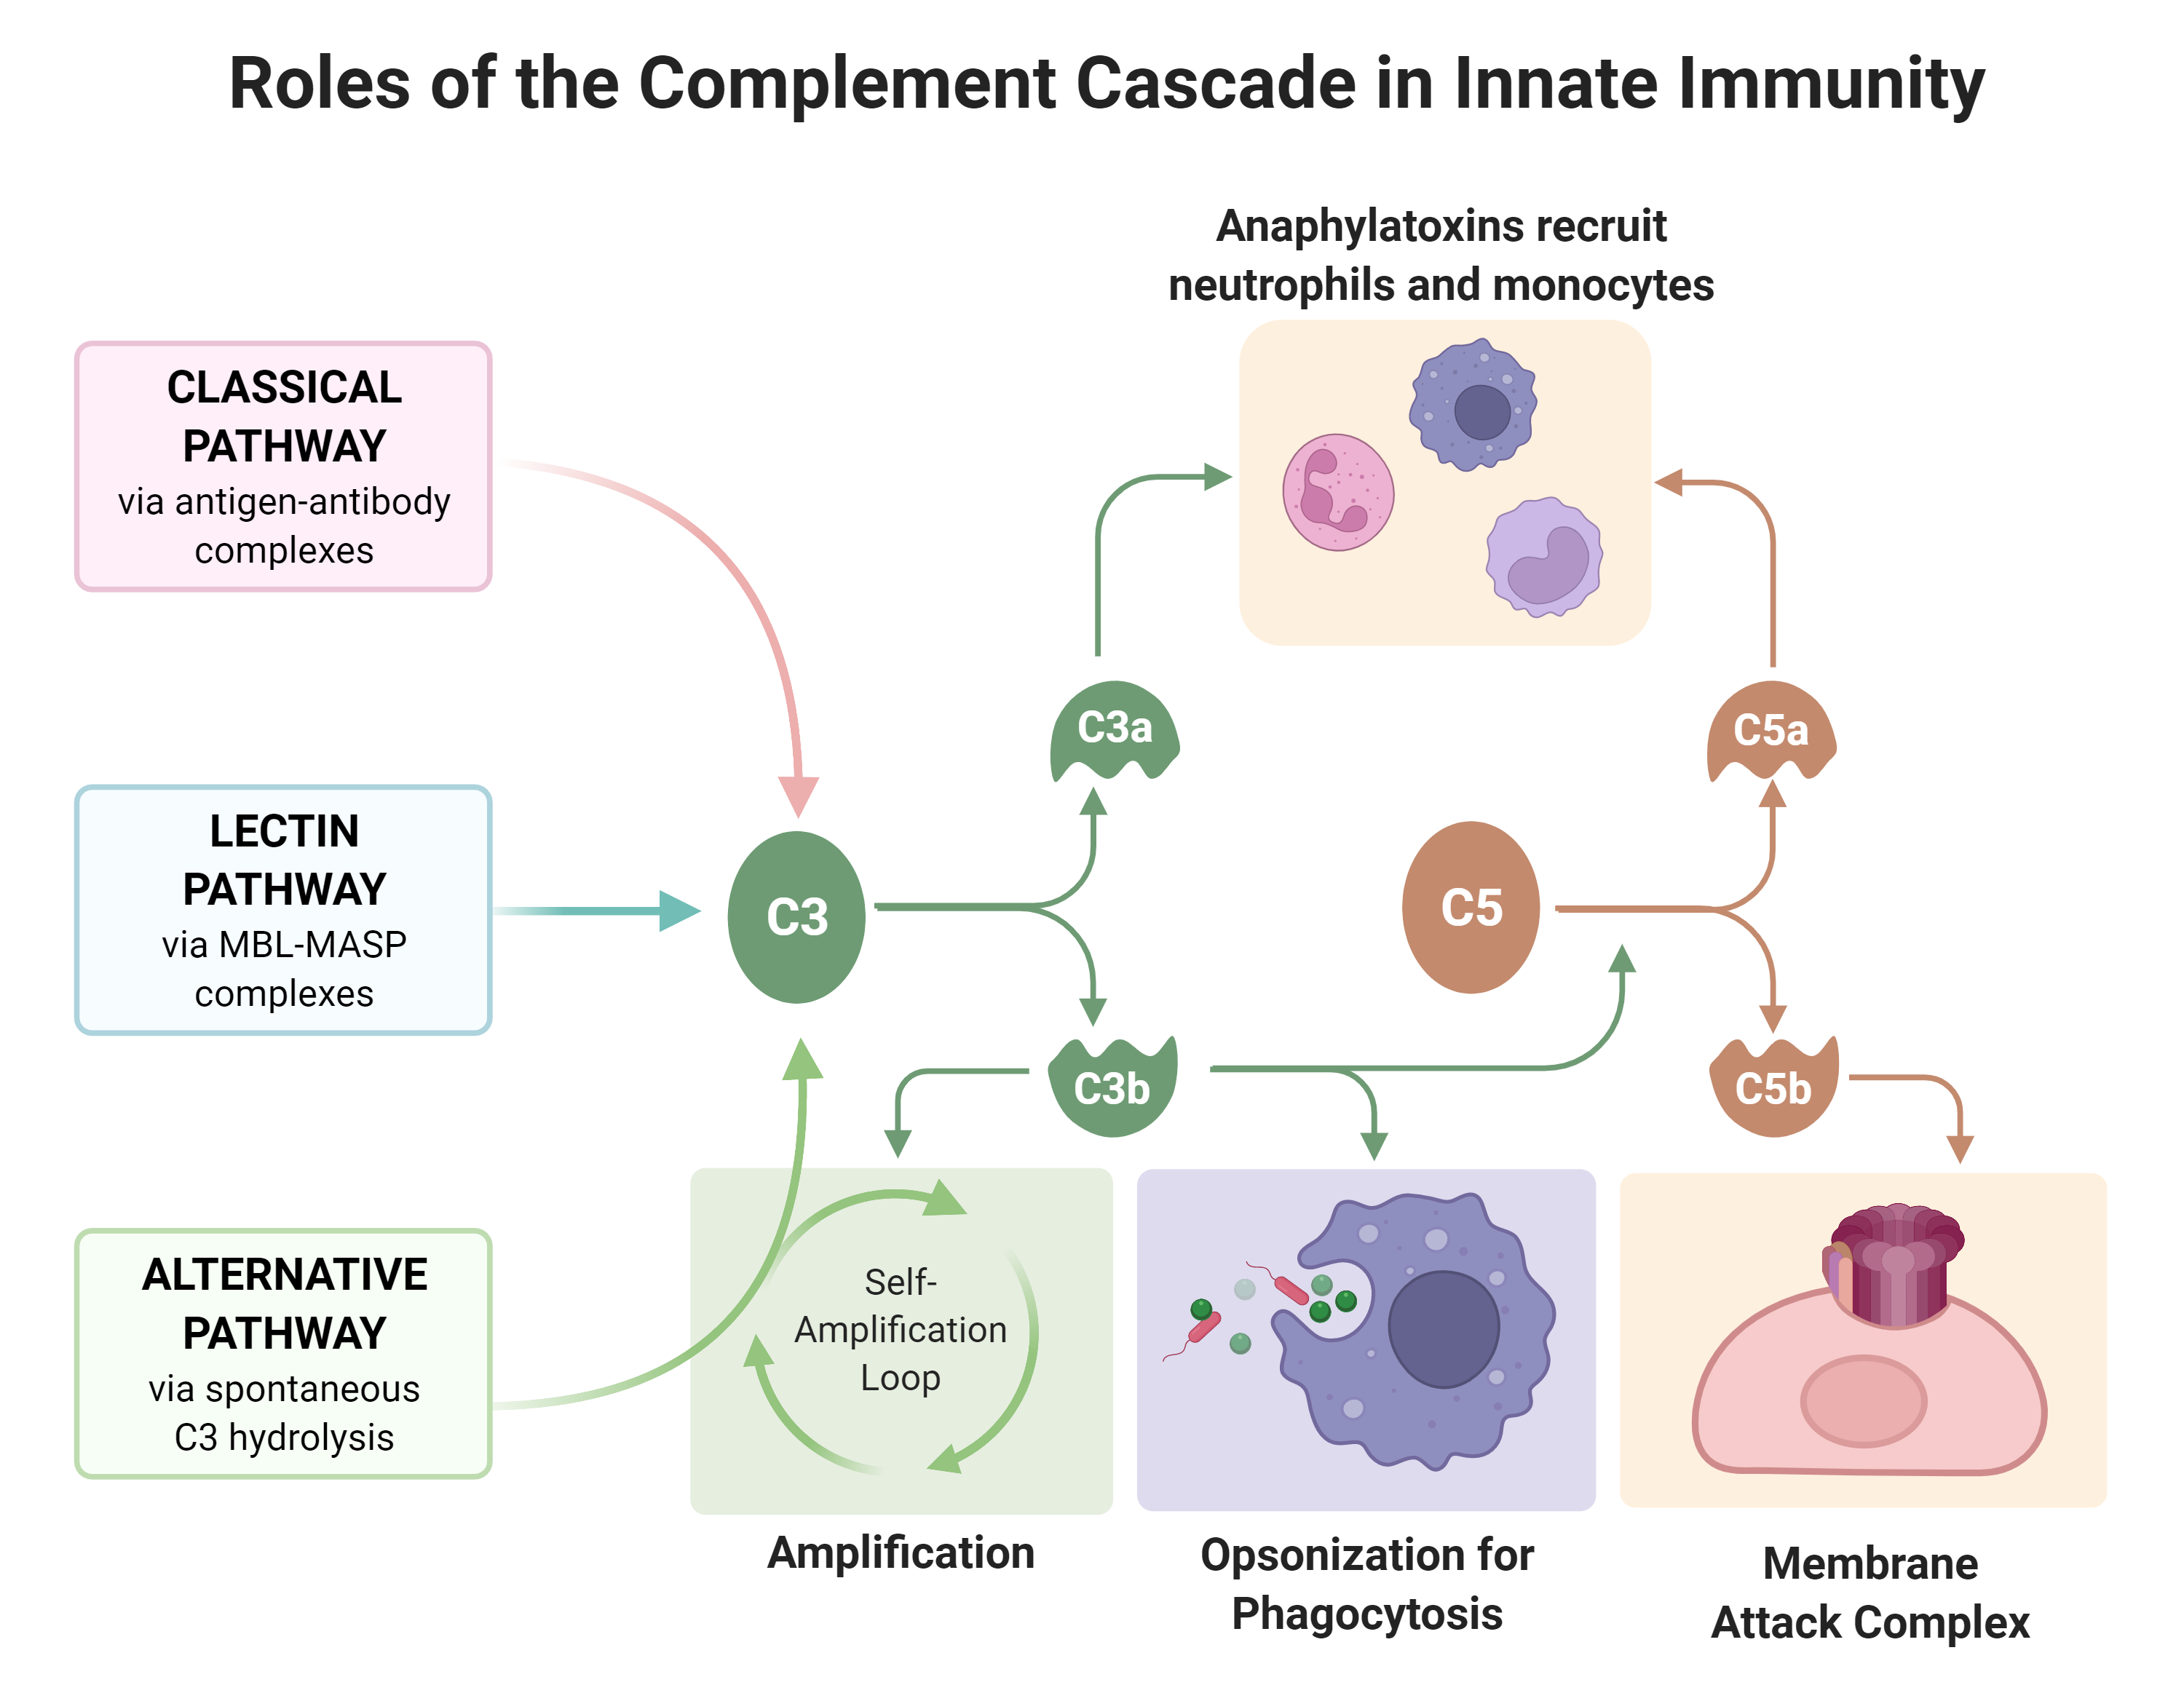 Roles of the Complement Cascade in Innate Immunity
Anaphylatoxins recruit
neutrophils and monocytes
CLASSICAL
PATHWAY
via antigen-antibody
complexes
C3a
C5a
LECTIN
PATHWAY
via MBL-MASP
complexes
C3
C5
C3b
C5b
ALTERNATIVE
PATHWAY
via spontaneous
C3 hydrolysis
Self-
Amplification
Loop
Amplification
Opsonization for
Phagocytosis
Membrane
Attack Complex